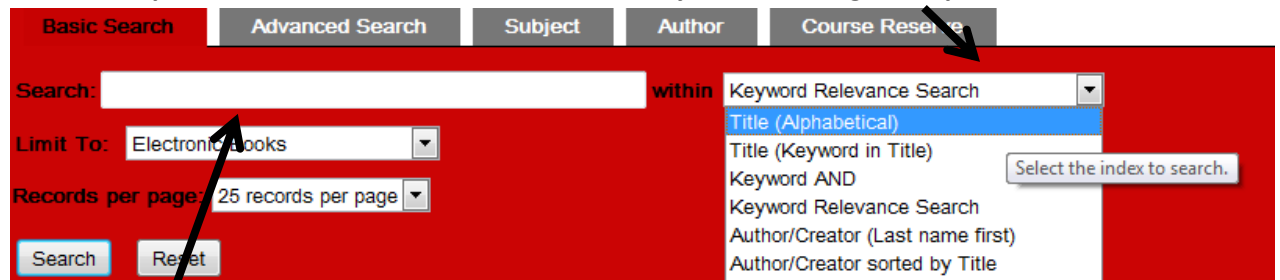 Basic Search Advanced Search Subject Author Course Reserve
Search: within Keyword Relevance Search
Title (Alphabetical)
Limit To: Electronic Books
Title (Keyword in Title)
Select the index to search.
Keyword AND
Records per page: 25 records per page
Keyword Relevance Search
Author/Creator (Last name first)
Search Reset
Author/Creator sorted by Title